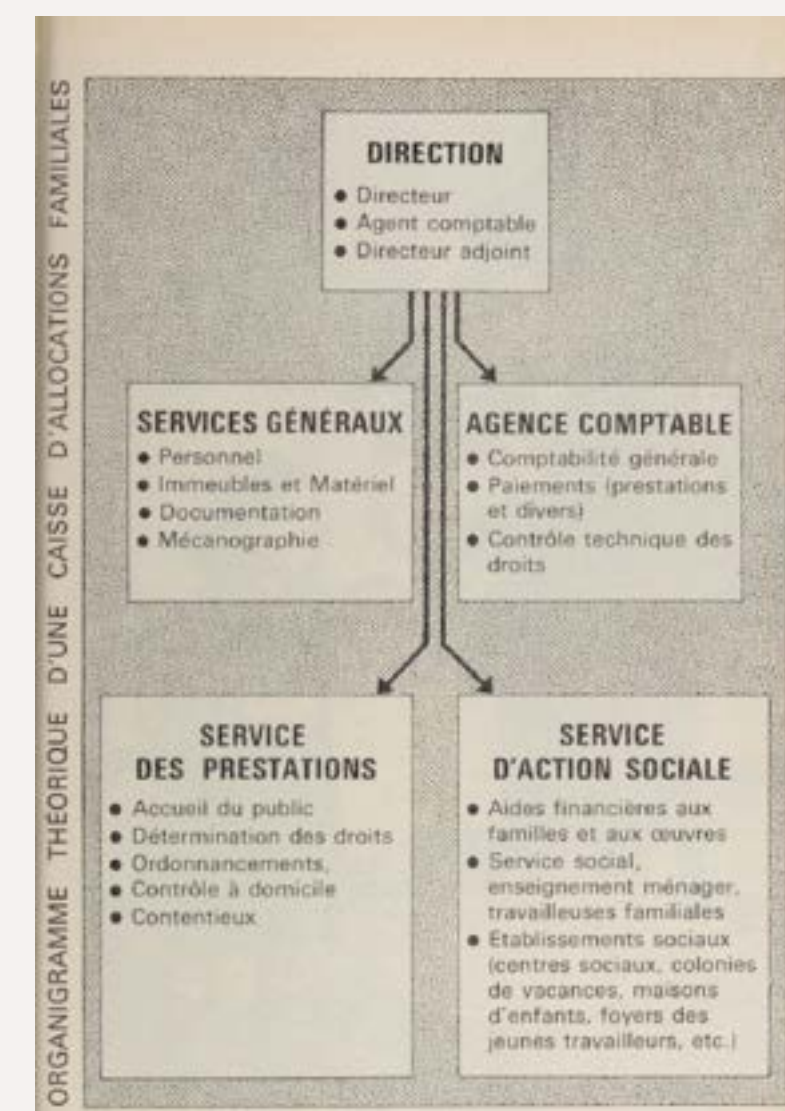 ORGANIGRAMME THÉORIQUE D'UNE CAISSE D'ALLOCATIONS FAMILIALES
DIRECTION
● Directeur
● Agent comptable
● Directeur adjoint
SERVICES GÉNÉRAUX
● Personnel
● Immeubles et Matériel
● Documentation
● Mécanographie
AGENCE COMPTABLE
● Comptabilité générale
● Paiements (prestations
et divers)
● Contrôle technique des
droits
SERVICE
DES PRESTATIONS
● Accueil du public
● Détermination des droits
● Ordonnancements,
● Contrôle à domicile
● Contentieux
SERVICE
D'ACTION SOCIALE
● Aides financières aux
familles et aux œuvres
● Service social,
enseignement ménager,
travailleuses familiales
● Etablissements sociaux
(centres sociaux, colonies
de vacances, maisons
d'enfants, foyers des
jeunes travailleurs, etc.)